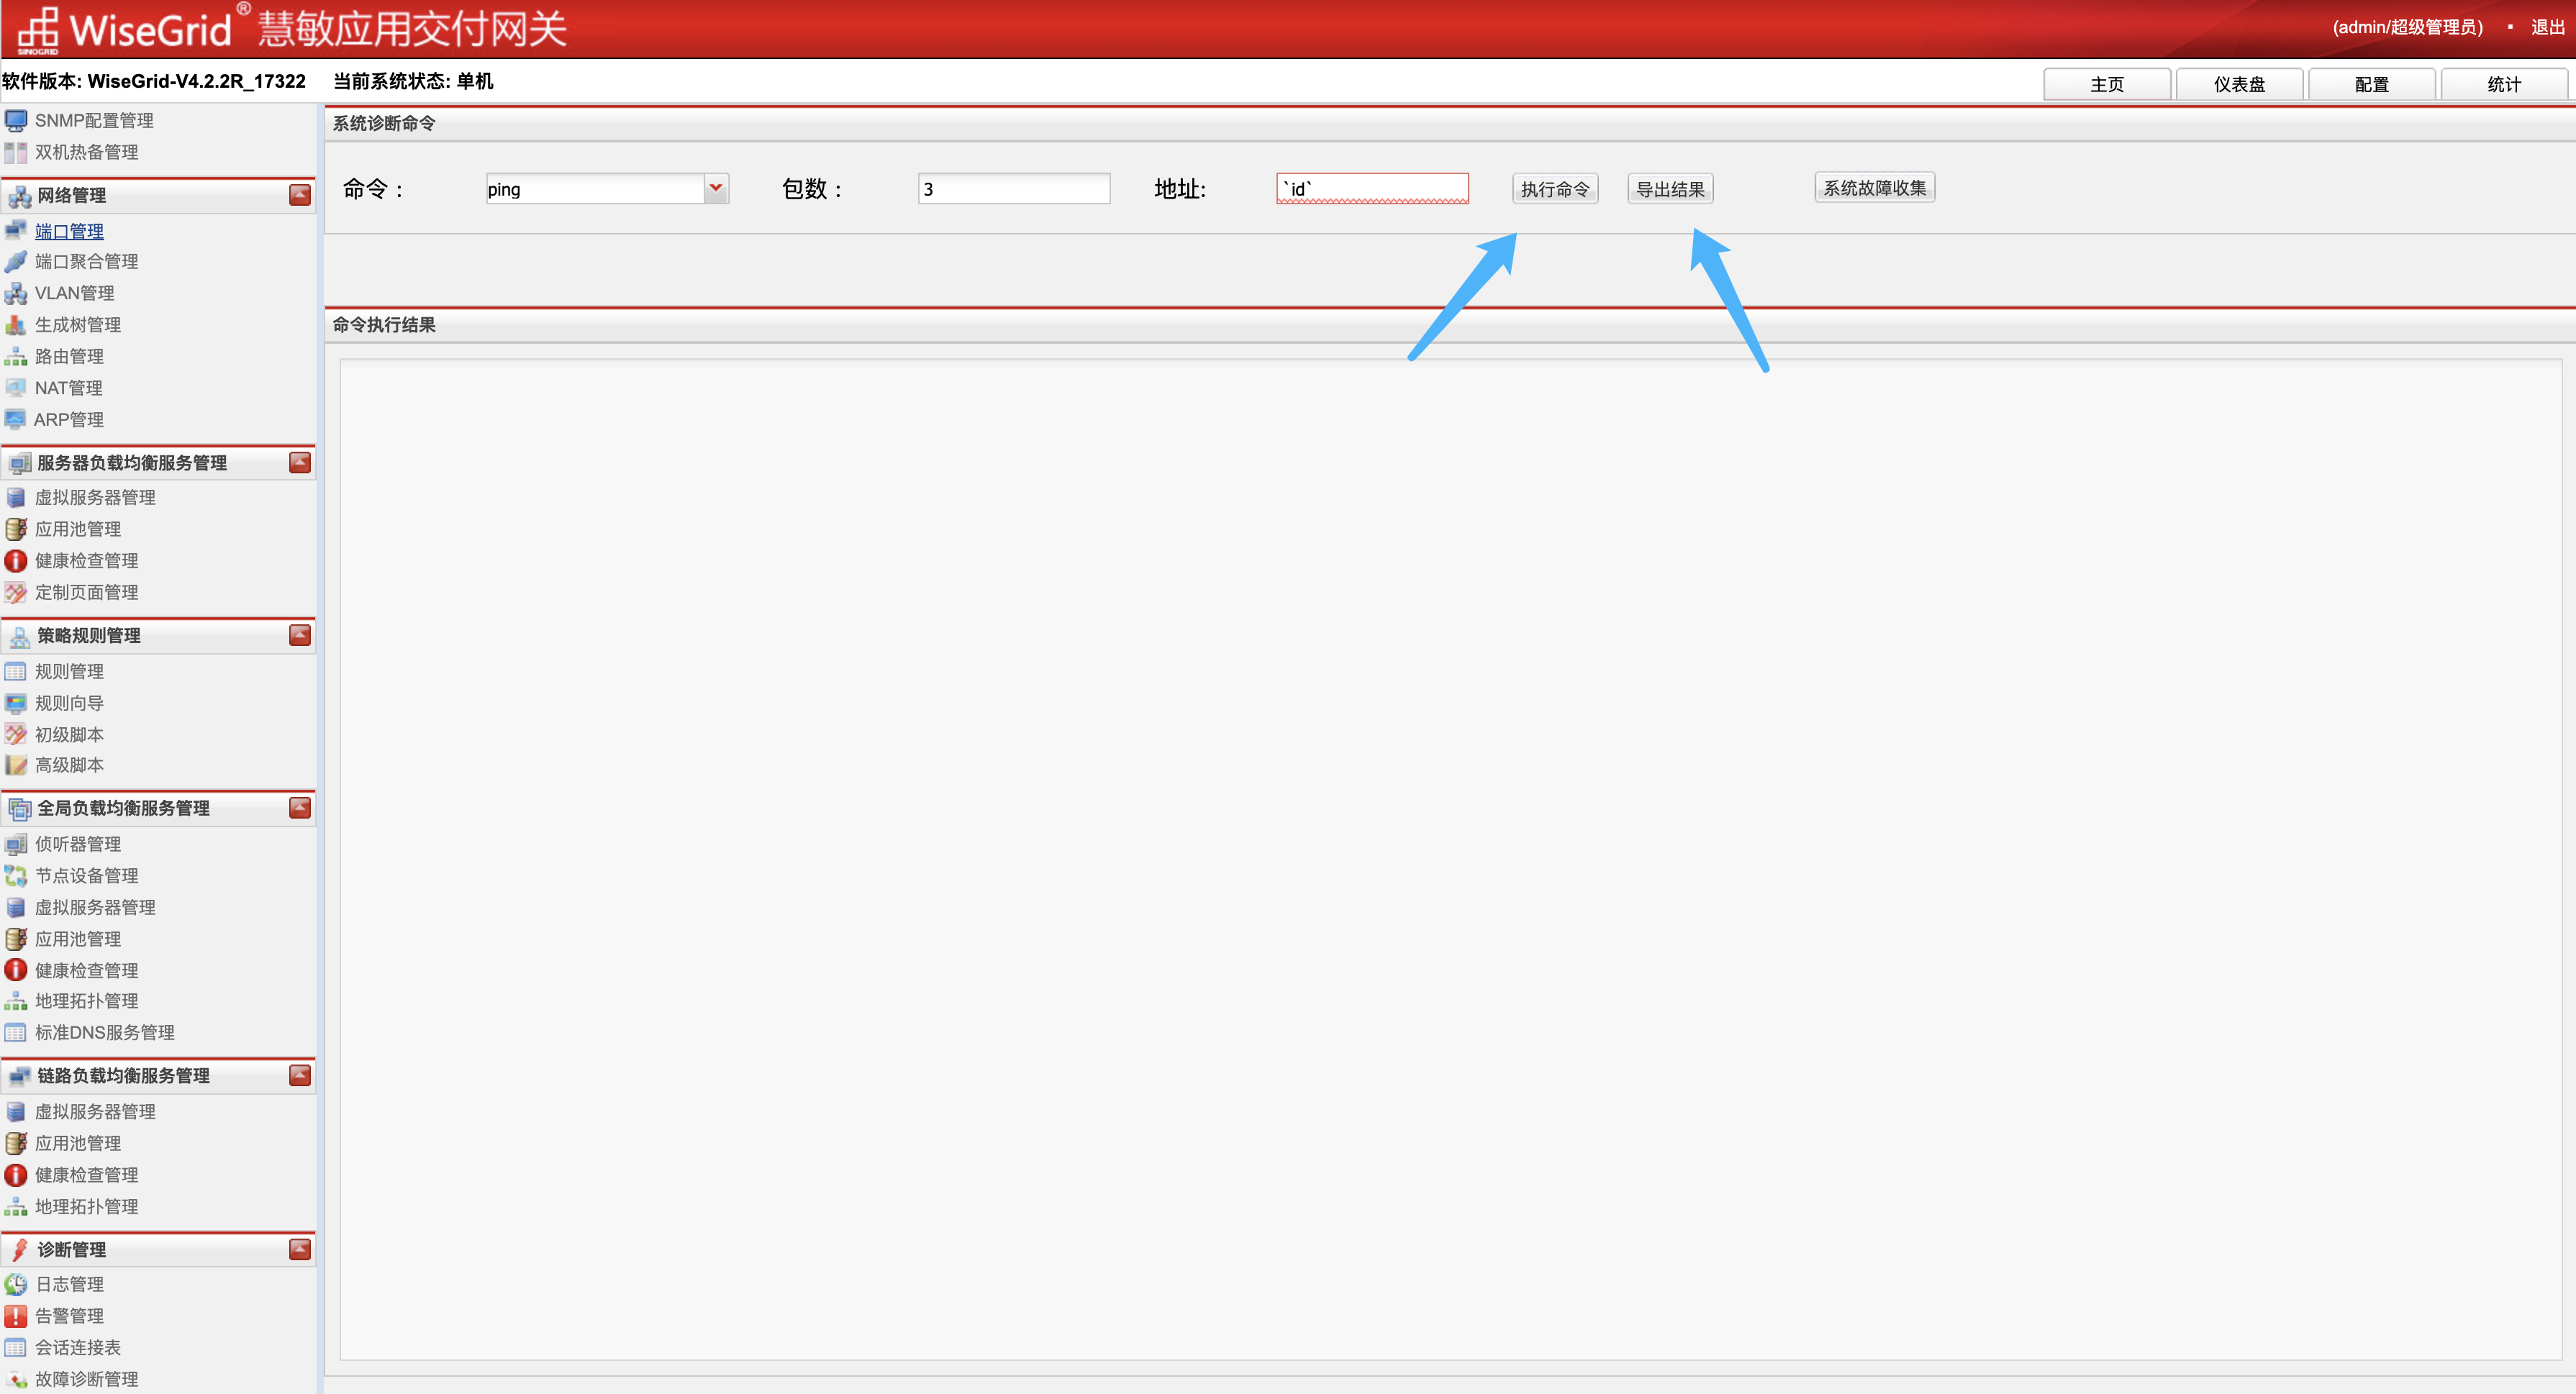 SINOGRID WiseGrid® 慧敏应用交付网关
(admin/超级管理员) · 退出
软件版本: WiseGrid-V4.2.2R_17322 当前系统状态: 单机
主页 仪表盘 配置 统计
SNMP配置管理
双机热备管理
网络管理
端口管理
端口聚合管理
VLAN管理
生成树管理
路由管理
NAT管理
ARP管理
服务器负载均衡服务管理
虚拟服务器管理
应用池管理
健康检查管理
定制页面管理
策略规则管理
规则管理
规则向导
初级脚本
高级脚本
全局负载均衡服务管理
侦听器管理
节点设备管理
虚拟服务器管理
应用池管理
健康检查管理
地理拓扑管理
标准DNS服务管理
链路负载均衡服务管理
虚拟服务器管理
应用池管理
健康检查管理
地理拓扑管理
诊断管理
日志管理
告警管理
会话连接表
故障诊断管理
系统诊断命令
命令： ping 包数： 3 地址: `id` 执行命令 导出结果 系统故障收集
命令执行结果